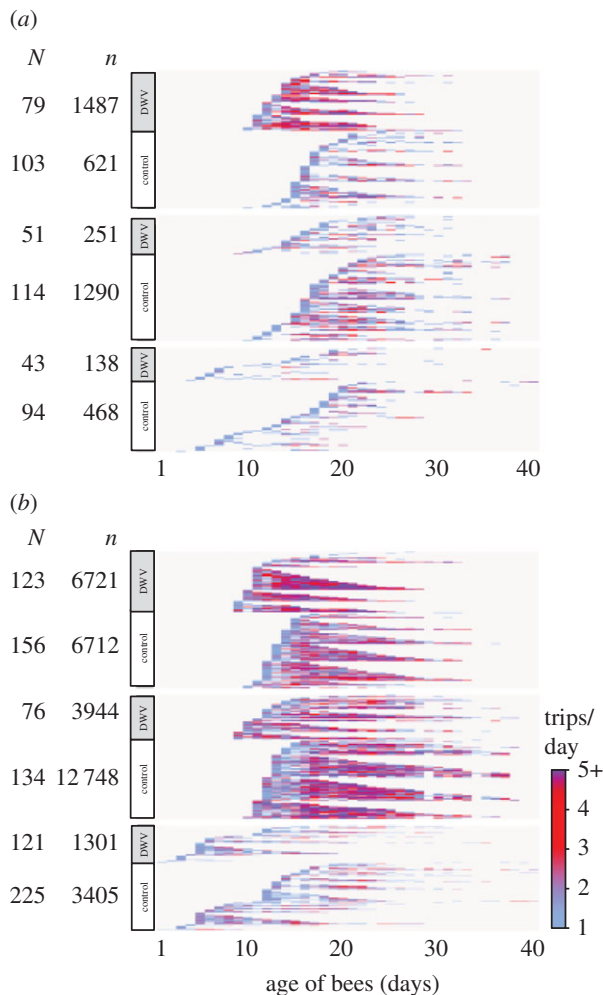 (a)
N n
DWV
79 1487
control
103 621
DWV
51 251
control
114 1290
DWV
43 138
control
94 468
1 10 20 30 40
(b)
N n
DWV
123 6721
control
156 6712
DWV
76 3944
control
134 12 748
DWV
121 1301
control
225 3405
trips/
day
5+
4
3
2
1
1 10 20 30 40
age of bees (days)